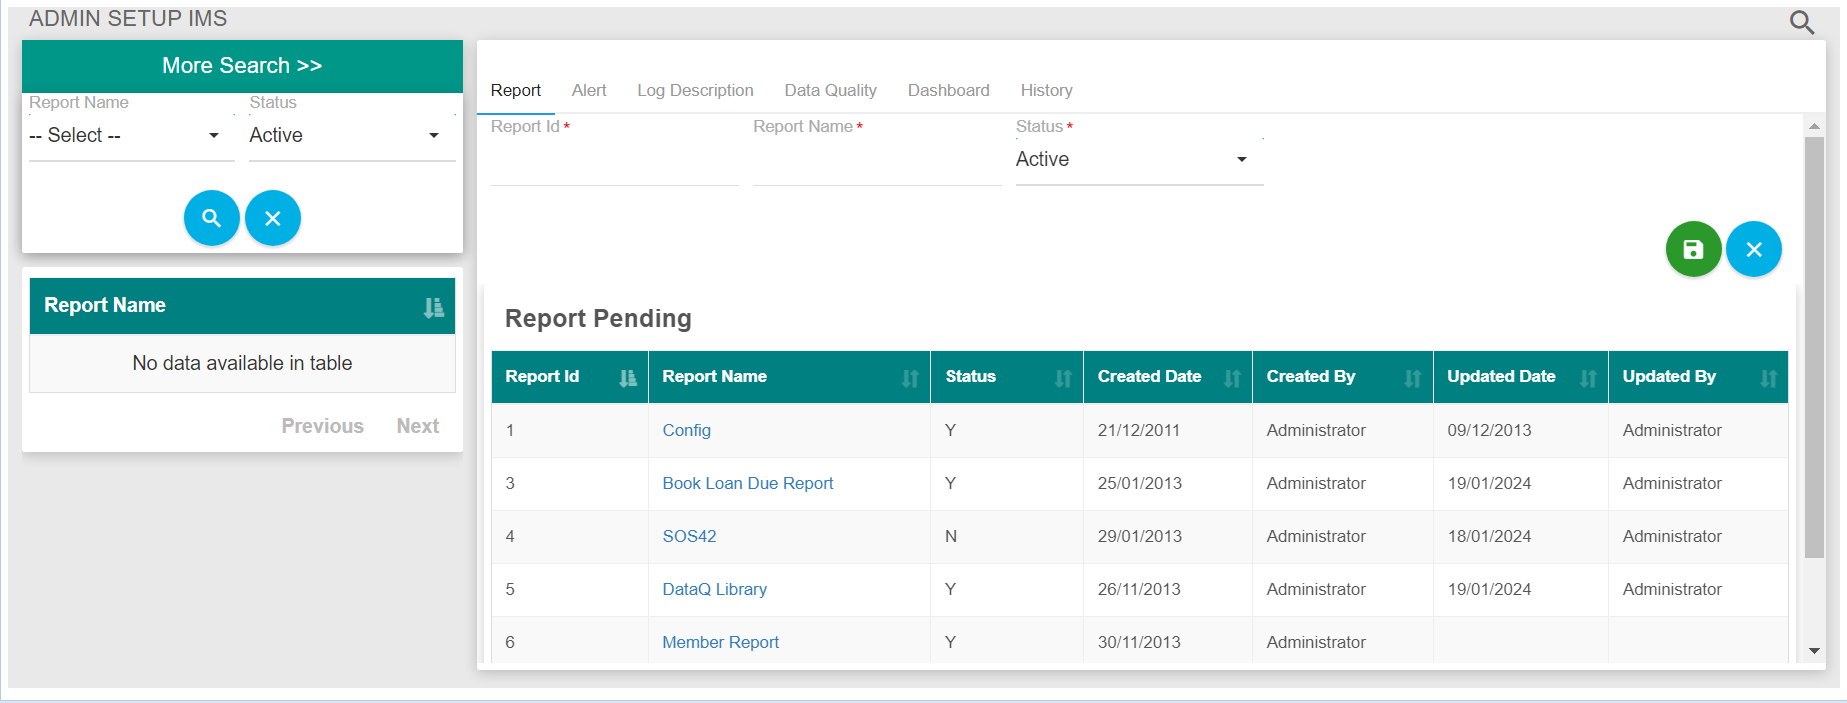 ADMIN SETUP IMS
More Search >>
Report Name Status
-- Select -- Active
Report Name
No data available in table
Previous Next
Report Alert Log Description Data Quality Dashboard History
Report Id * Report Name * Status *
Active
Report Pending
Report Id Report Name Status Created Date Created By Updated Date Updated By
1 Config Y 21/12/2011 Administrator 09/12/2013 Administrator
3 Book Loan Due Report Y 25/01/2013 Administrator 19/01/2024 Administrator
4 SOS42 N 29/01/2013 Administrator 18/01/2024 Administrator
5 DataQ Library Y 26/11/2013 Administrator 19/01/2024 Administrator
6 Member Report Y 30/11/2013 Administrator